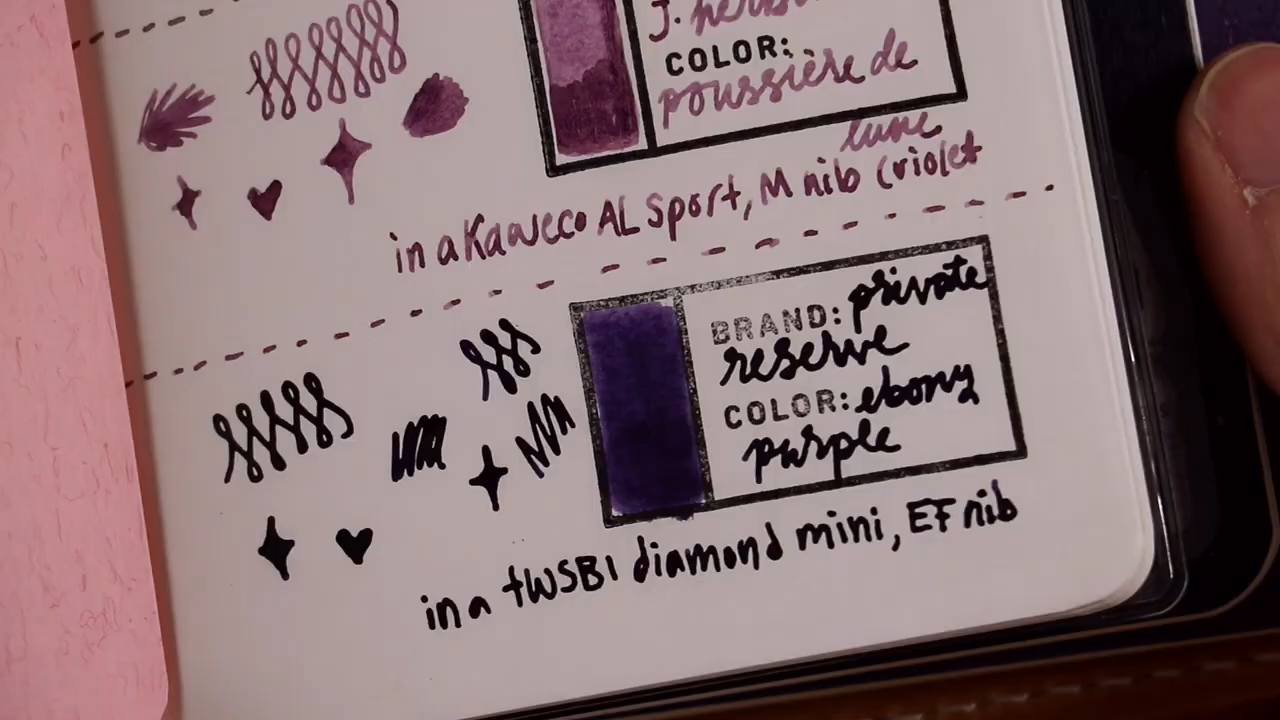 J. herbin
COLOR:
poussière de
lune
in a Kaweco AL Sport, M nib (violet
BRAND: private
reserve
COLOR: ebony
purple
in a tWSBI diamond mini, EF nib